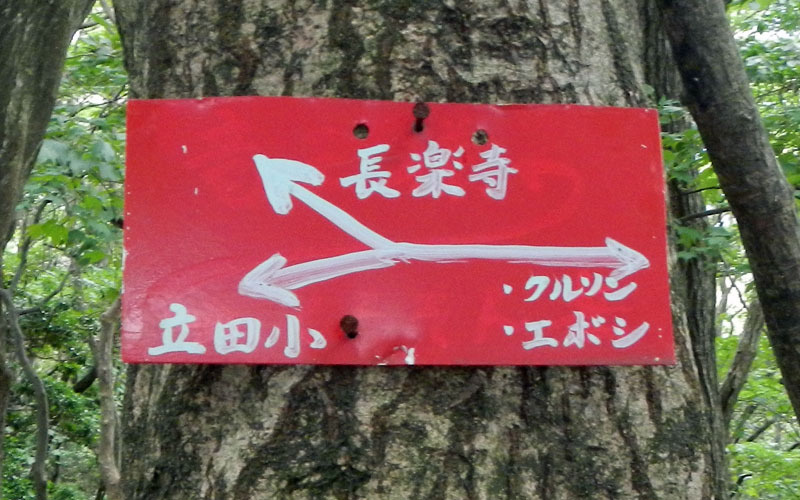 長楽寺
・クルソン
・エボシ
立田小